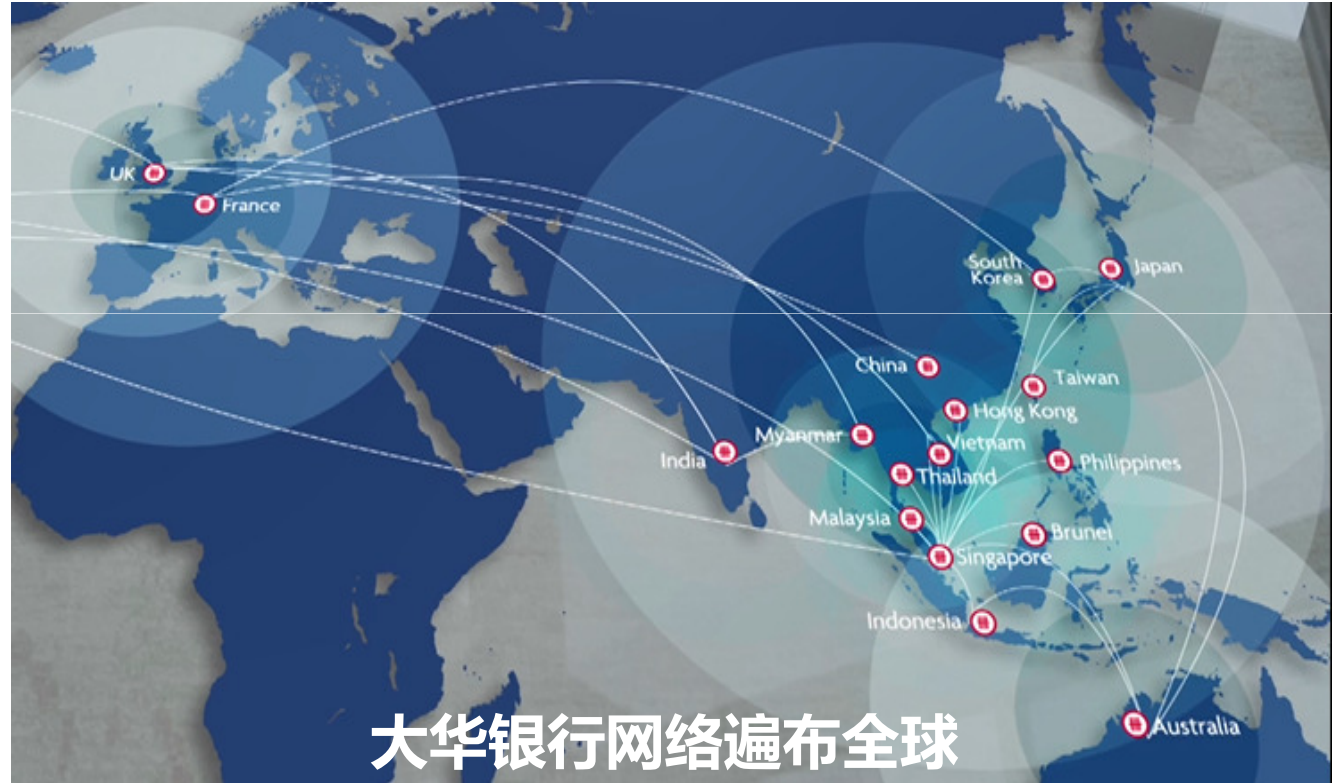 UK
France
South
Korea
Japan
China
Taiwan
Hong Kong
Myanmar
Vietnam
India
Thailand
Philippines
Malaysia
Brunei
Singapore
Indonesia
Australia
大华银行网络遍布全球